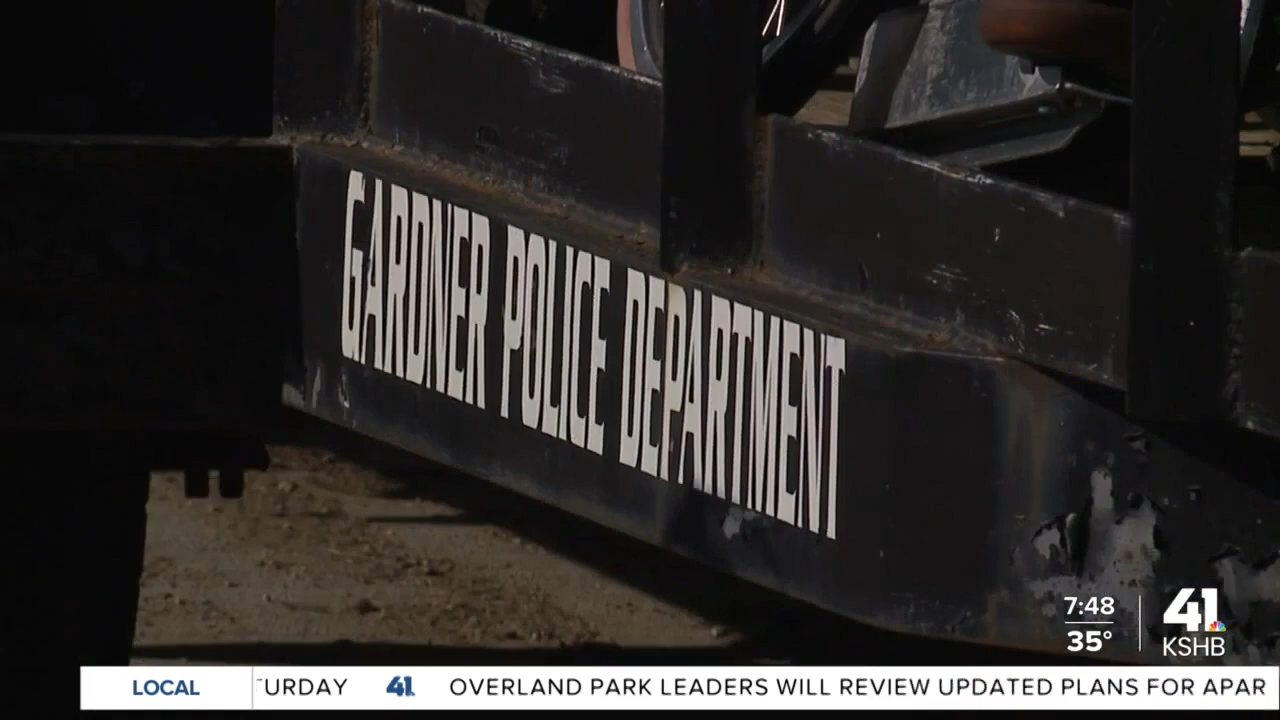 GARDNER POLICE DEPARTMENT
7:48
35°
41
KSHB
LOCAL
TURDAY 41 OVERLAND PARK LEADERS WILL REVIEW UPDATED PLANS FOR APAR